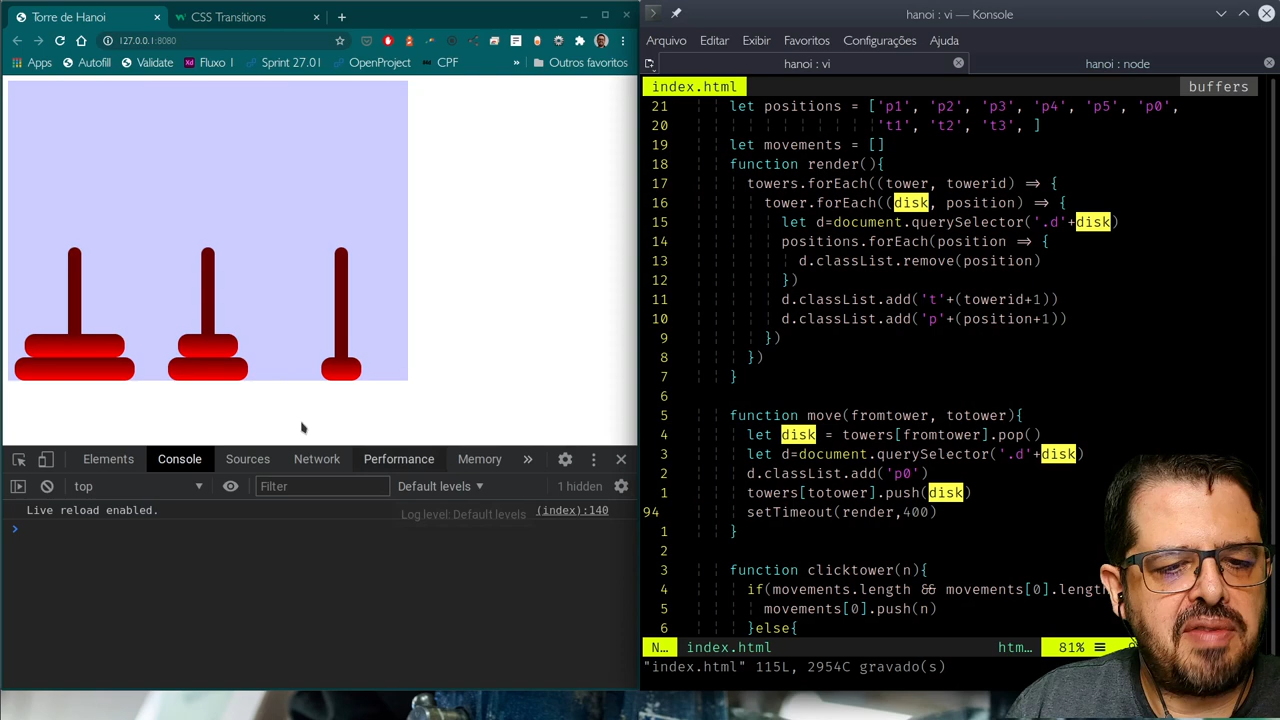 Torre de Hanoi
CSS Transitions
127.0.0.1:8080
Apps Autofill Validate Fluxo I Sprint 27.01 OpenProject CPF » Outros favoritos
Elements Console Sources Network Performance Memory »
top Filter Default levels 1 hidden
Live reload enabled. (index):140
Log level: Default levels
hanoi : vi — Konsole
Arquivo Editar Exibir Favoritos Configurações Ajuda
hanoi : vi hanoi : node
index.html buffers
21 let positions = ['p1', 'p2', 'p3', 'p4', 'p5', 'p0',
20 't1', 't2', 't3', ]
19 let movements = []
18 function render(){
17 towers.forEach((tower, towerid) => {
16 tower.forEach((disk, position) => {
15 let d=document.querySelector('.d'+disk)
14 positions.forEach(position => {
13 d.classList.remove(position)
12 })
11 d.classList.add('t'+(towerid+1))
10 d.classList.add('p'+(position+1))
9 })
8 })
7 }
6
5 function move(fromtower, totower){
4 let disk = towers[fromtower].pop()
3 let d=document.querySelector('.d'+disk)
2 d.classList.add('p0')
1 towers[totower].push(disk)
94 setTimeout(render,400)
1 }
2
3 function clicktower(n){
4 if(movements.length && movements[0].length
5 movements[0].push(n)
6 }else{
N… index.html htm… 81%
"index.html" 115L, 2954C gravado(s)